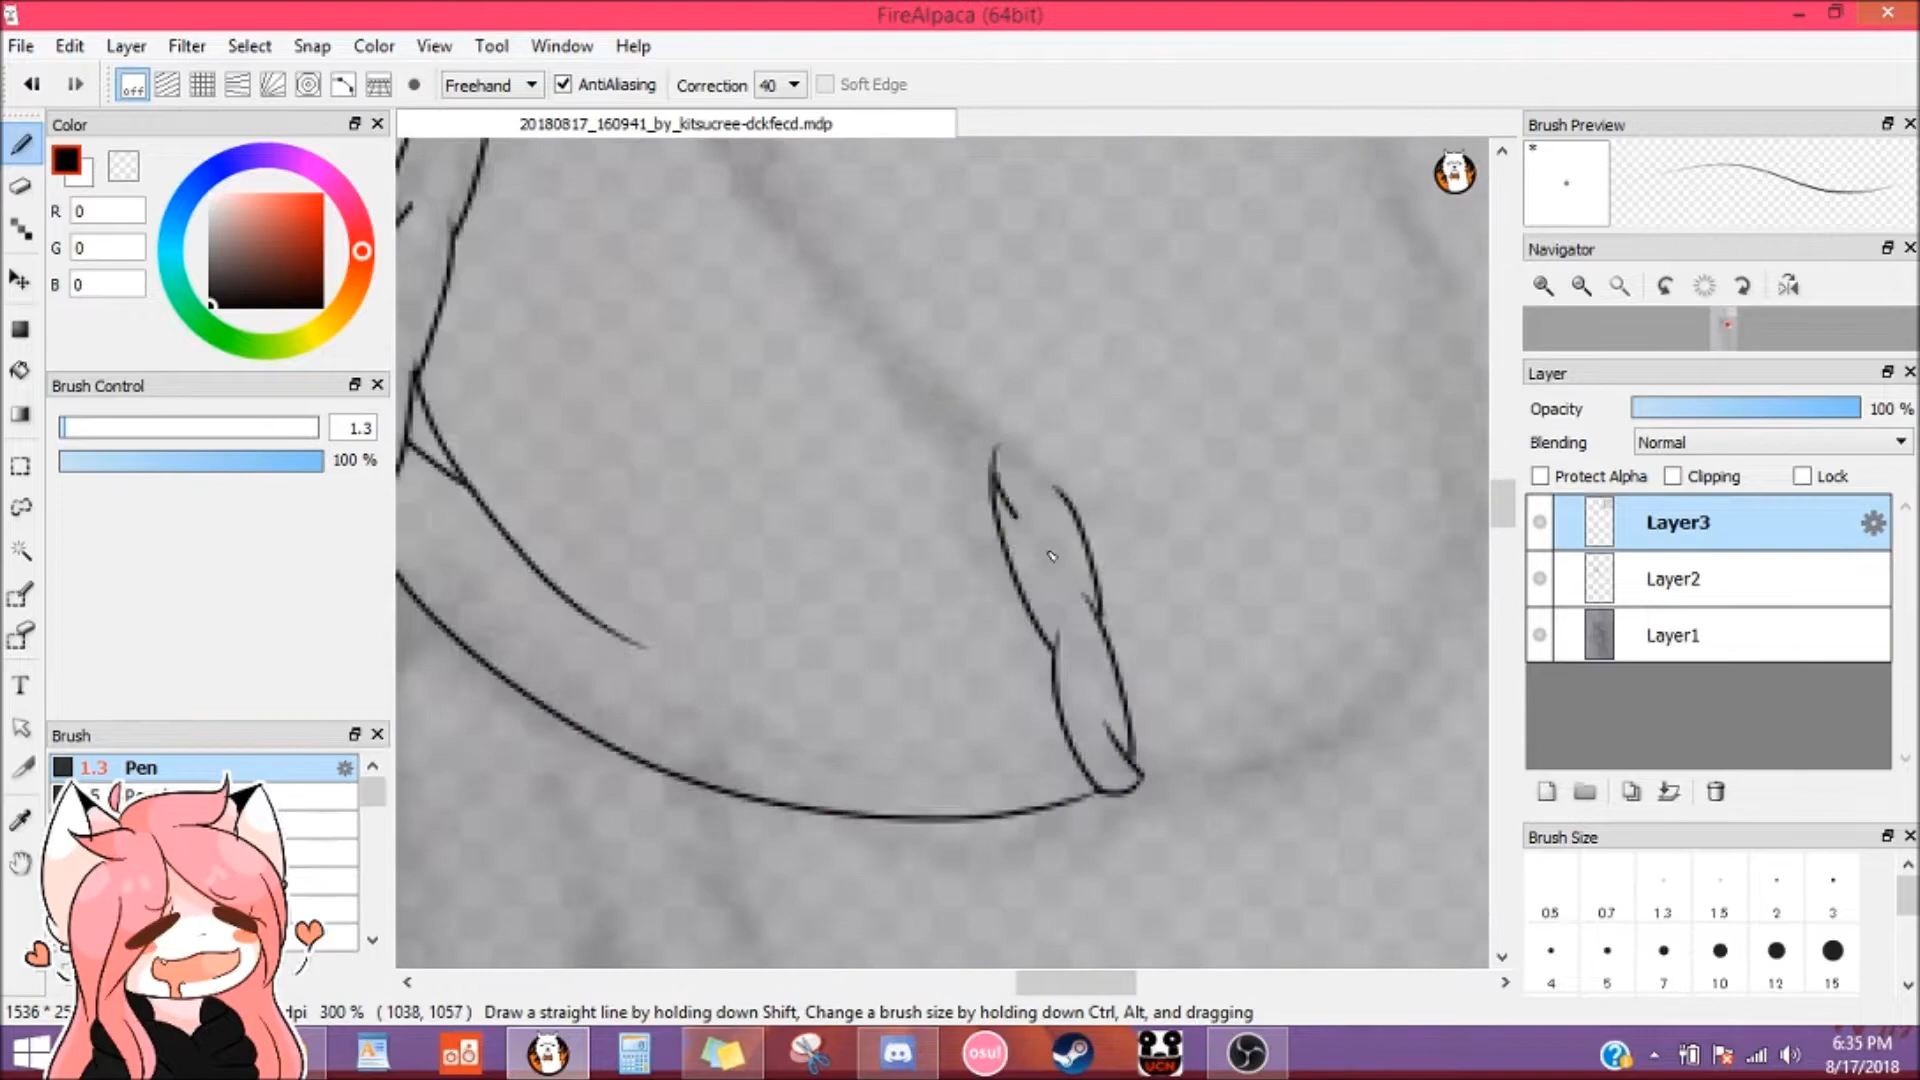 FireAlpaca (64bit)
File Edit Layer Filter Select Snap Color View Tool Window Help
off Freehand AntiAliasing Correction 40 Soft Edge
Color
20180817_160941_by_kitsucree-dckfecd.mdp
Brush Preview
*
R 0
G 0
B 0
Navigator
Brush Control
1.3
100 %
Layer
Opacity 100 %
Blending Normal
Protect Alpha Clipping Lock
Layer3
Layer2
Layer1
Brush
1.3 Pen
Brush Size
0.5 0.7 1.3 1.5 2 3
4 5 7 10 12 15
T
1536 * 25 dpi 300 % ( 1038, 1057 ) Draw a straight line by holding down Shift, Change a brush size by holding down Ctrl, Alt, and dragging
osu!
UCN
6:35 PM
8/17/2018